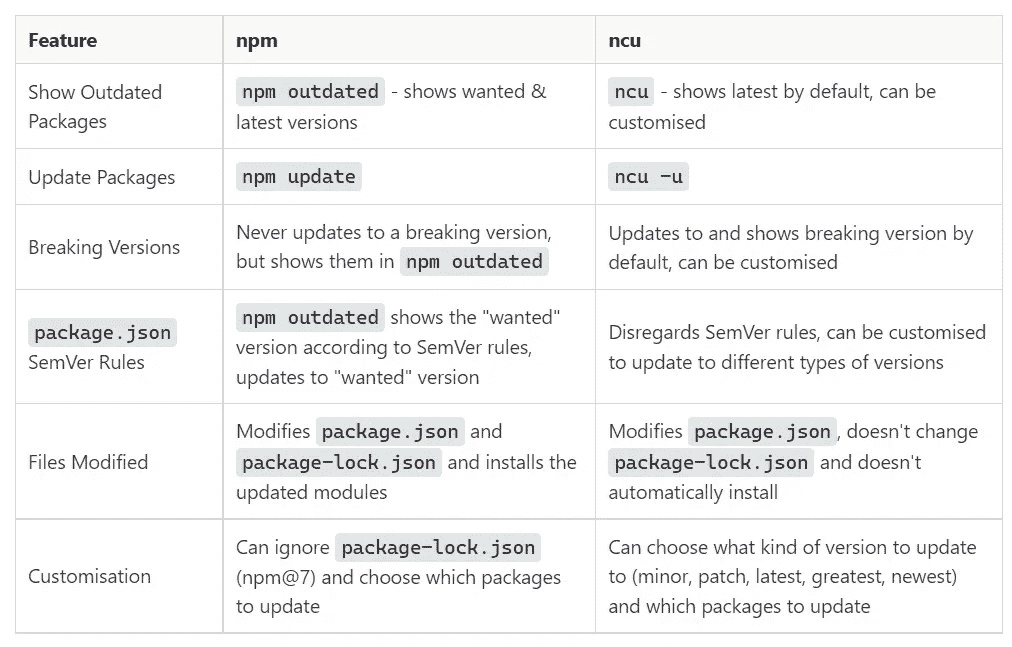 Feature
npm
ncu
Show Outdated
Packages
npm outdated - shows wanted &
latest versions
ncu - shows latest by default, can be
customised
Update Packages
npm update
ncu -u
Breaking Versions
Never updates to a breaking version,
but shows them in npm outdated
Updates to and shows breaking version by
default, can be customised
package.json
SemVer Rules
npm outdated shows the "wanted"
version according to SemVer rules,
updates to "wanted" version
Disregards SemVer rules, can be customised
to update to different types of versions
Files Modified
Modifies package.json and
package-lock.json and installs the
updated modules
Modifies package.json, doesn't change
package-lock.json and doesn't
automatically install
Customisation
Can ignore package-lock.json
(npm@7) and choose which packages
to update
Can choose what kind of version to update
to (minor, patch, latest, greatest, newest)
and which packages to update